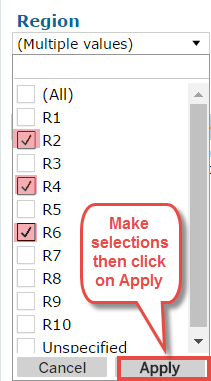 Region
(Multiple values)
(All)
R1
R2
R3
R4
R5
R6
R7
R8
R9
R10
Unspecified
Make
selections
then click
on Apply
Cancel
Apply